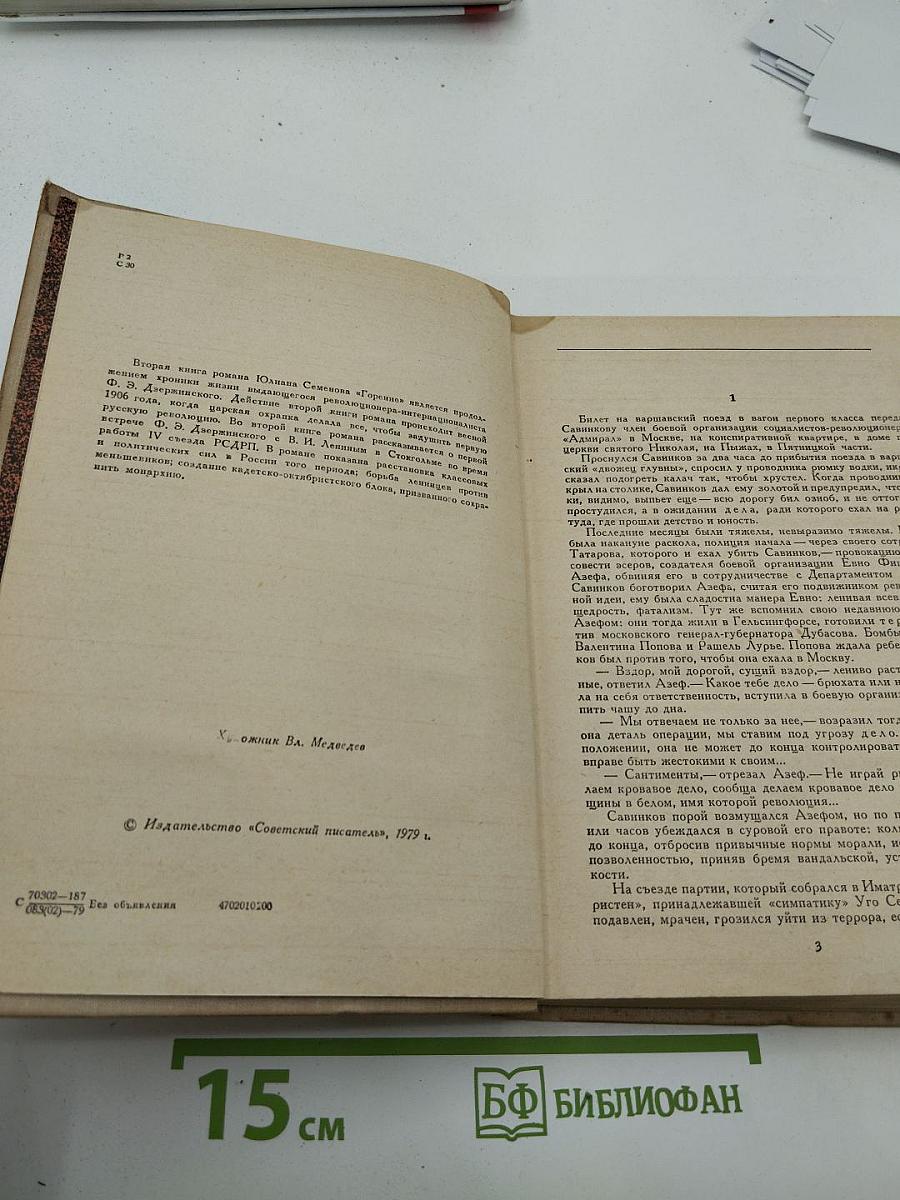 Р 2
С 30
Вторая книга романа Юлиана Семенова «Горение» является продол-
жением хроники жизни выдающегося революционера-интернационалиста
Ф. Э. Дзержинского. Действие второй книги романа происходит весной
1906 года, когда царская охранка делала все, чтобы задушить первую
русскую революцию. Во второй книге романа рассказывается о первой
встрече Ф. Э. Дзержинского с В. И. Лениным в Стокгольме во время
работы IV съезда РСДРП. В романе показана расстановка классовых
и политических сил в России того периода; борьба ленинцев против
меньшевиков; создание кадетско-октябристского блока, призванного сохра-
нить монархию.
Художник Вл. Медведев
© Издательство «Советский писатель», 1979 г.
С 70302—187
083(02)—79 Без объявления 4702010200
1
Билет на варшавский поезд в вагон первого класса
Савинкову член боевой организации
«Адмирал» в Москве, на конспиративной квартире, в доме
церкви святого Николая, на Пыжах, в Пятницкой части.
Проснулся Савинков за два часа до прибытия поезда в
ский «двожец глувны», спросил у проводника рюмку водки,
сказал подогреть калач так, чтобы хрустел. Когда
крыл на столике, Савинков дал ему золотой и предупредил,
ки, видимо, выпьет еще — всю дорогу бил озноб, и не
простудился, а в ожидании дела, ради которого ехал на
туда, где прошли детство и юность.
Последние месяцы были тяжелы, невыразимо тяжелы.
была накануне раскола, полиция начала — через своего
Татарова, которого и ехал убить Савинков,—
совести эсеров, создателя боевой организации Евно
Азефа, обвиняя его в сотрудничестве с Департаментом
Савинков боготворил Азефа, считая его подвижником
ной идеи, ему была сладостна манера Евно: ленивая
щедрость, фатализм. Тут же вспомнил свою
Азефом: они тогда жили в Гельсингфорсе, готовили
тив московского генерал-губернатора Дубасова.
Валентина Попова и Рашель Лурье. Попова ждала
ков был против того, чтобы она ехала в Москву.
— Вздор, мой дорогой, сущий вздор,— лениво
ные, ответил Азеф.— Какое тебе дело — брюхата или
ла на себя ответственность, вступила в боевую
пить чашу до дна.
— Мы отвечаем не только за нее,— возразил
она деталь операции, мы ставим под угрозу дело.
положении, она не может до конца
вправе быть жестокими к своим...
— Сантименты,— отрезал Азеф.— Не играй
лаем кровавое дело, сообща делаем кровавое дело
щины в белом, имя которой революция...
Савинков порой возмущался Азефом, но по
или часов убеждался в суровой его правоте:
до конца, отбросив привычные нормы морали,
позволенностью, приняв бремя вандальской,
кости.
На съезде партии, который собрался в
ристен», принадлежавшей «симпатику» Уго
подавлен, мрачен, грозился уйти из террора,
3
15 см
БФ БИБЛИОФАН